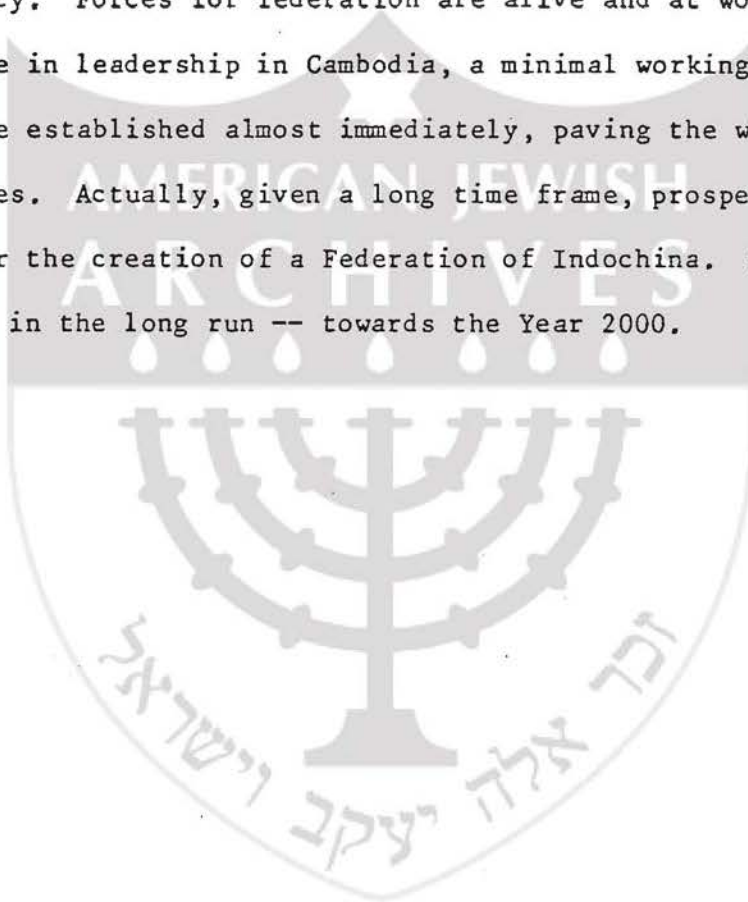 cy. Forces for federation are alive and at wo
e in leadership in Cambodia, a minimal working
e established almost immediately, paving the w
es. Actually, given a long time frame, prospe
r the creation of a Federation of Indochina.
in the long run -- towards the Year 2000.
AMERICAN JEWISH
ARCHIVES
זכר אלה יעקב וישראל